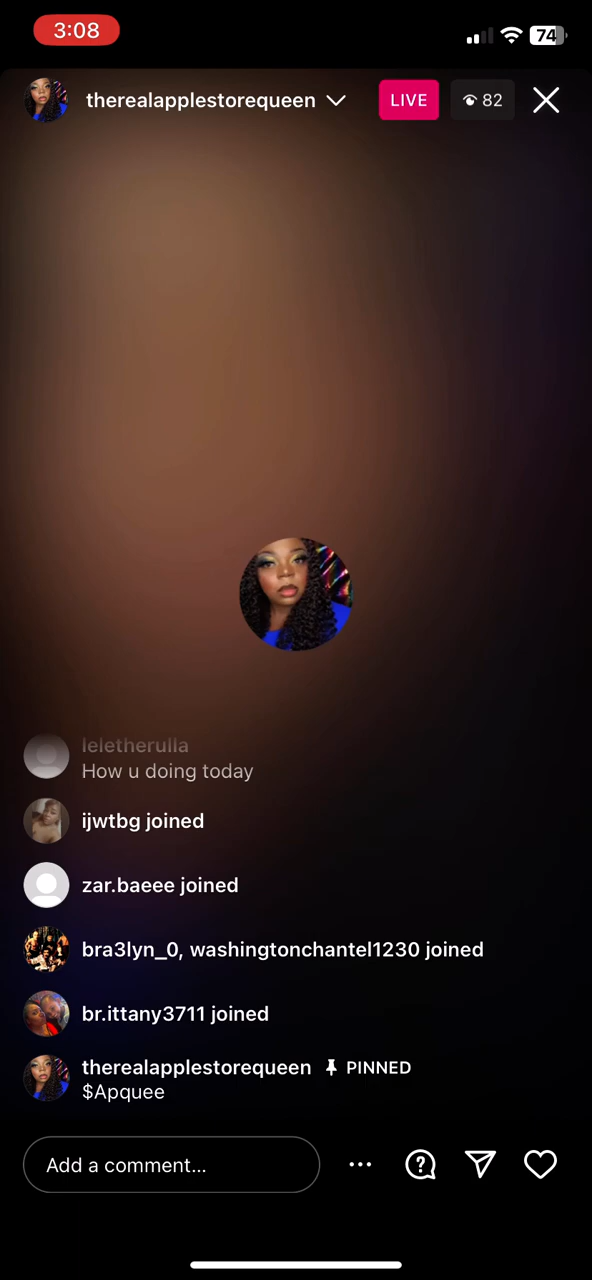 3:08
74
therealapplestorequeen
LIVE
82
leletherulla
How u doing today
ijwtbg joined
zar.baeee joined
bra3lyn_0, washingtonchantel1230 joined
br.ittany3711 joined
therealapplestorequeen PINNED
$Apquee
Add a comment...